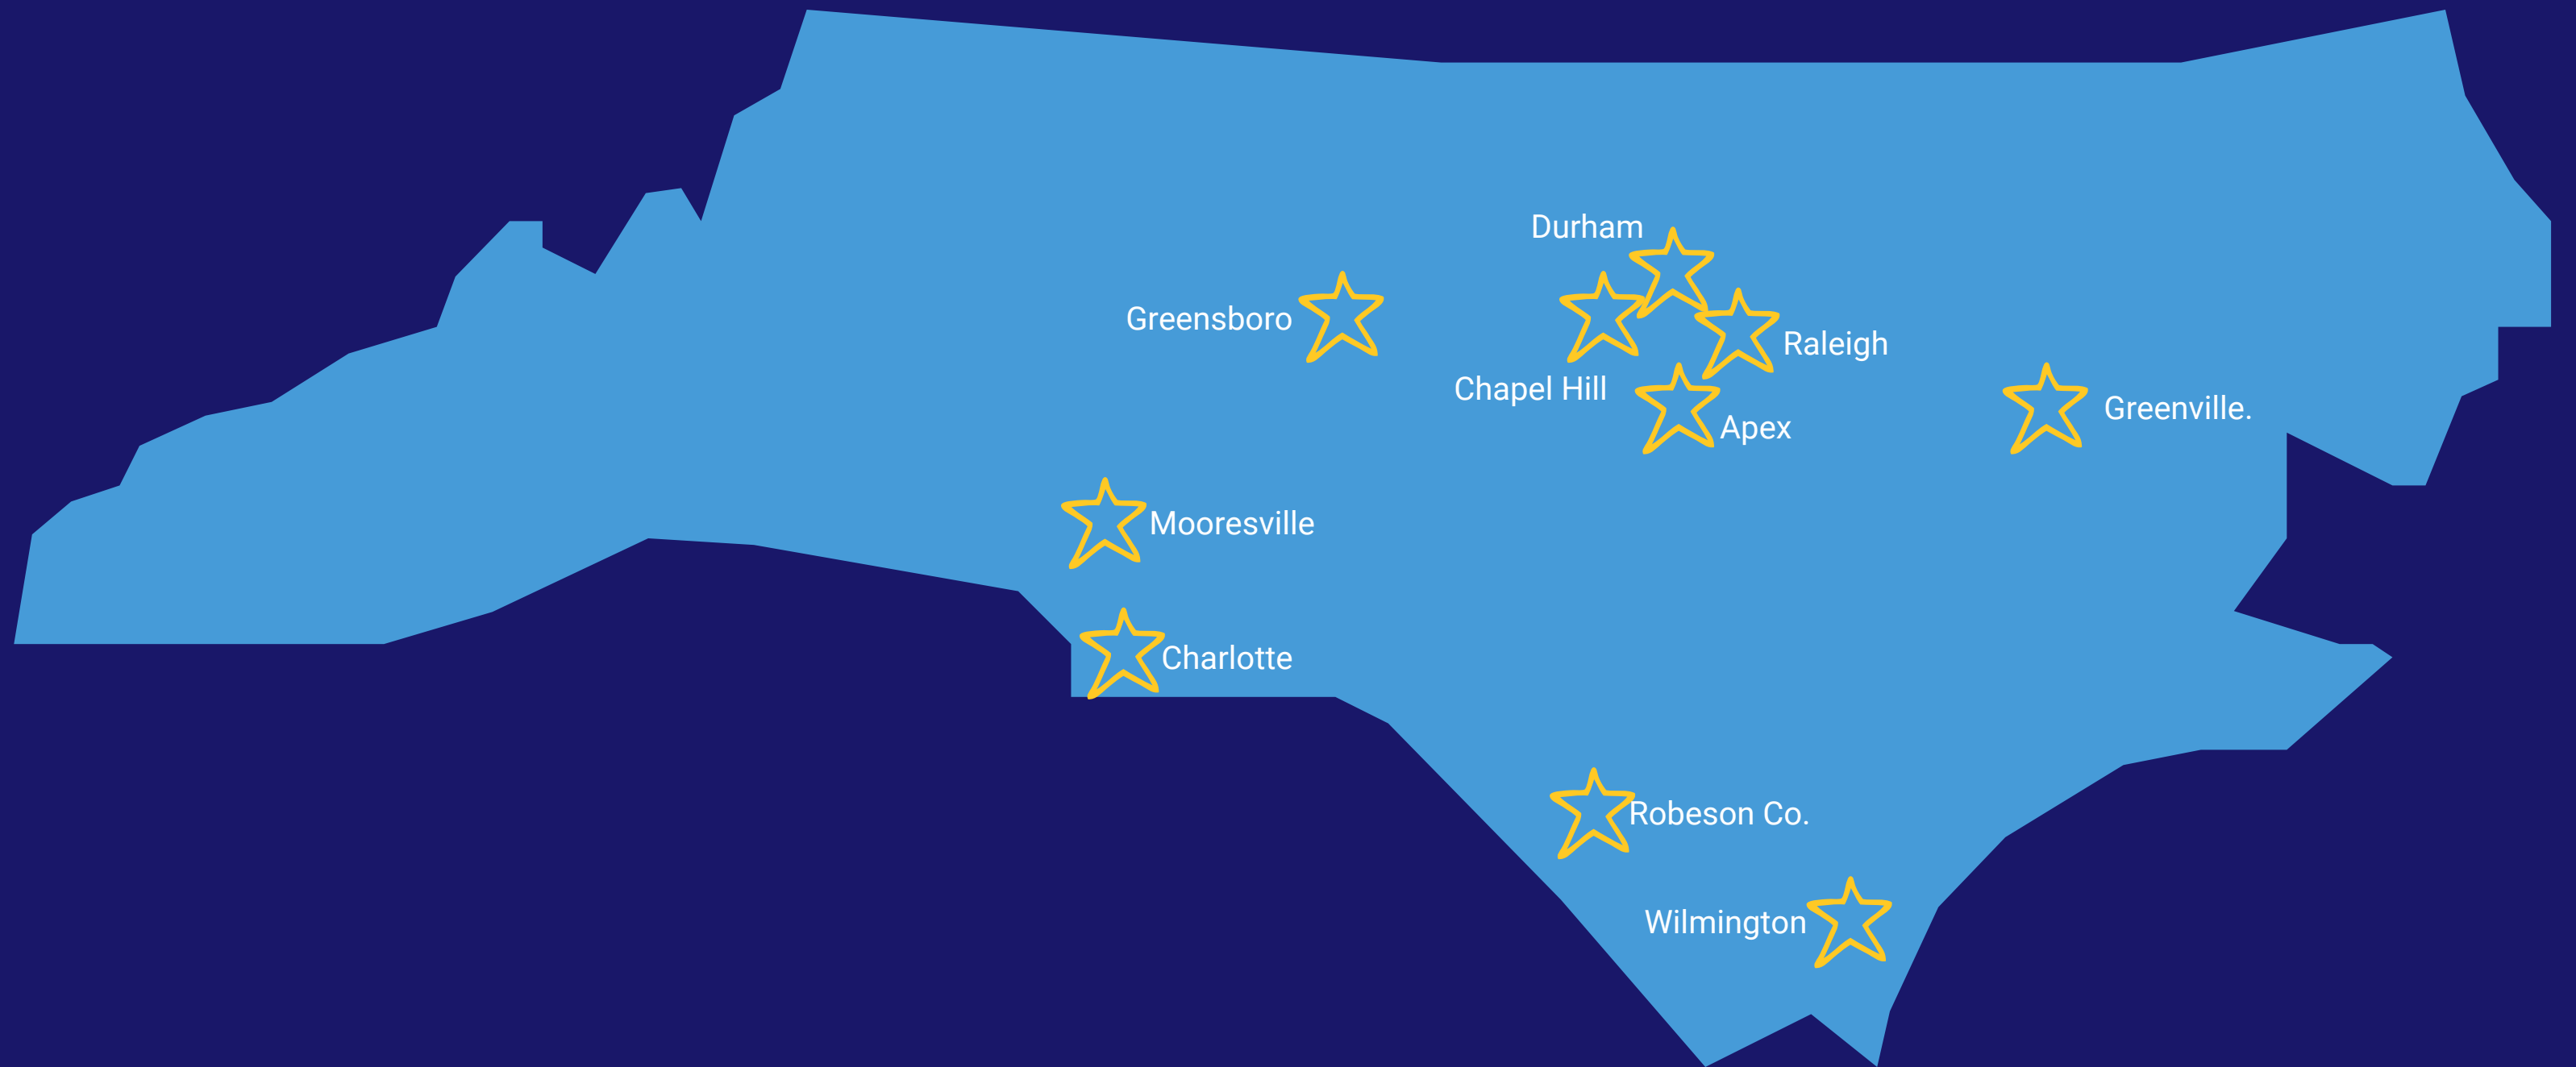 Durham
Greensboro
Raleigh
Chapel Hill
Greenville.
Apex
Mooresville
Charlotte
Robeson Co.
Wilmington